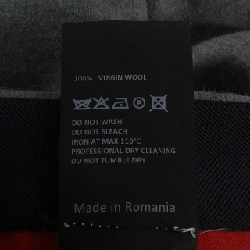 100% VIRGIN WOOL
DO NOT WASH
DO NOT BLEACH
IRON AT MAX 110°C
PROFESSIONAL DRY CLEANING
DO NOT TUMBLE DRY
Made in Romania